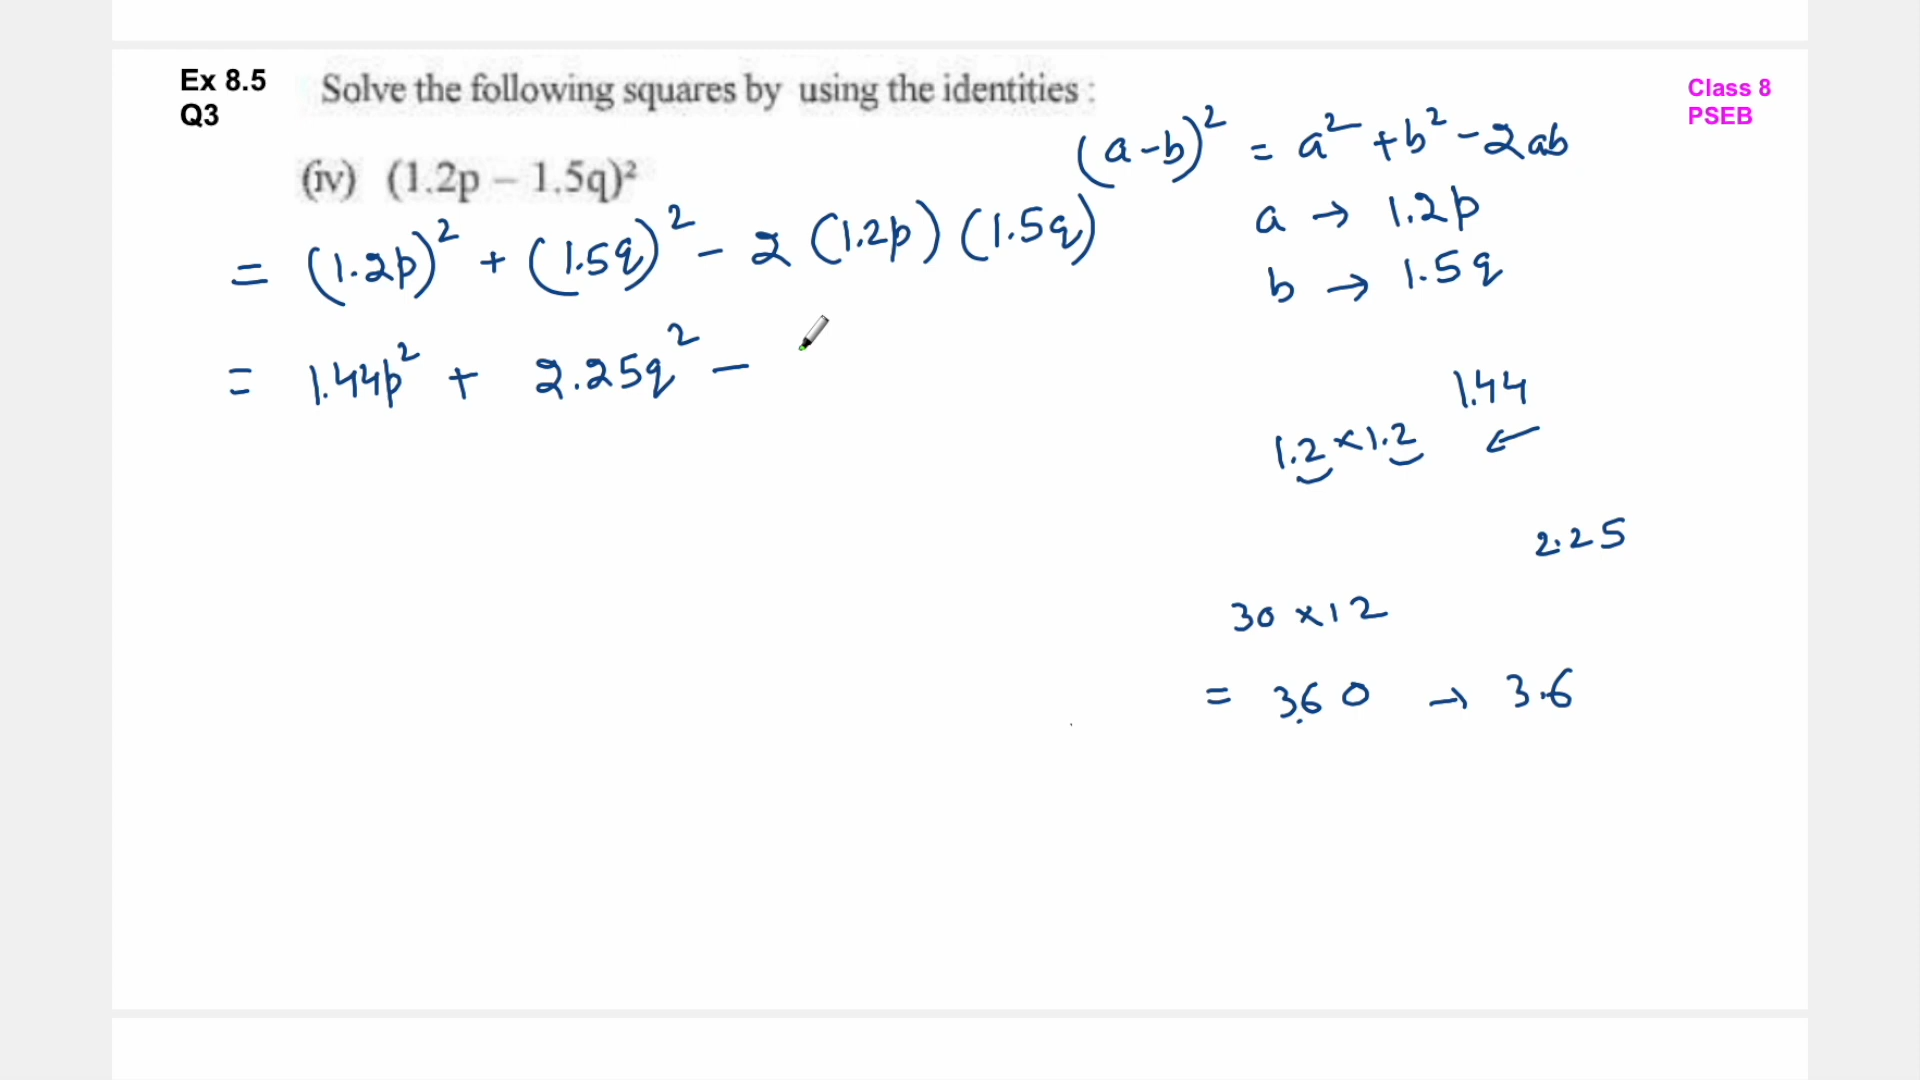 Ex 8.5
Q3
Solve the following squares by using the identities :
Class 8
PSEB
(a-b)² = a² + b² - 2ab
(iv) (1.2p – 1.5q)²
a → 1.2p
= (1.2p)² + (1.5q)² - 2 (1.2p) (1.5q)
b → 1.5q
= 1.44p² + 2.25q² -
1.44
1.2 × 1.2 ←
2.25
30 × 12
= 3.60 → 3.6